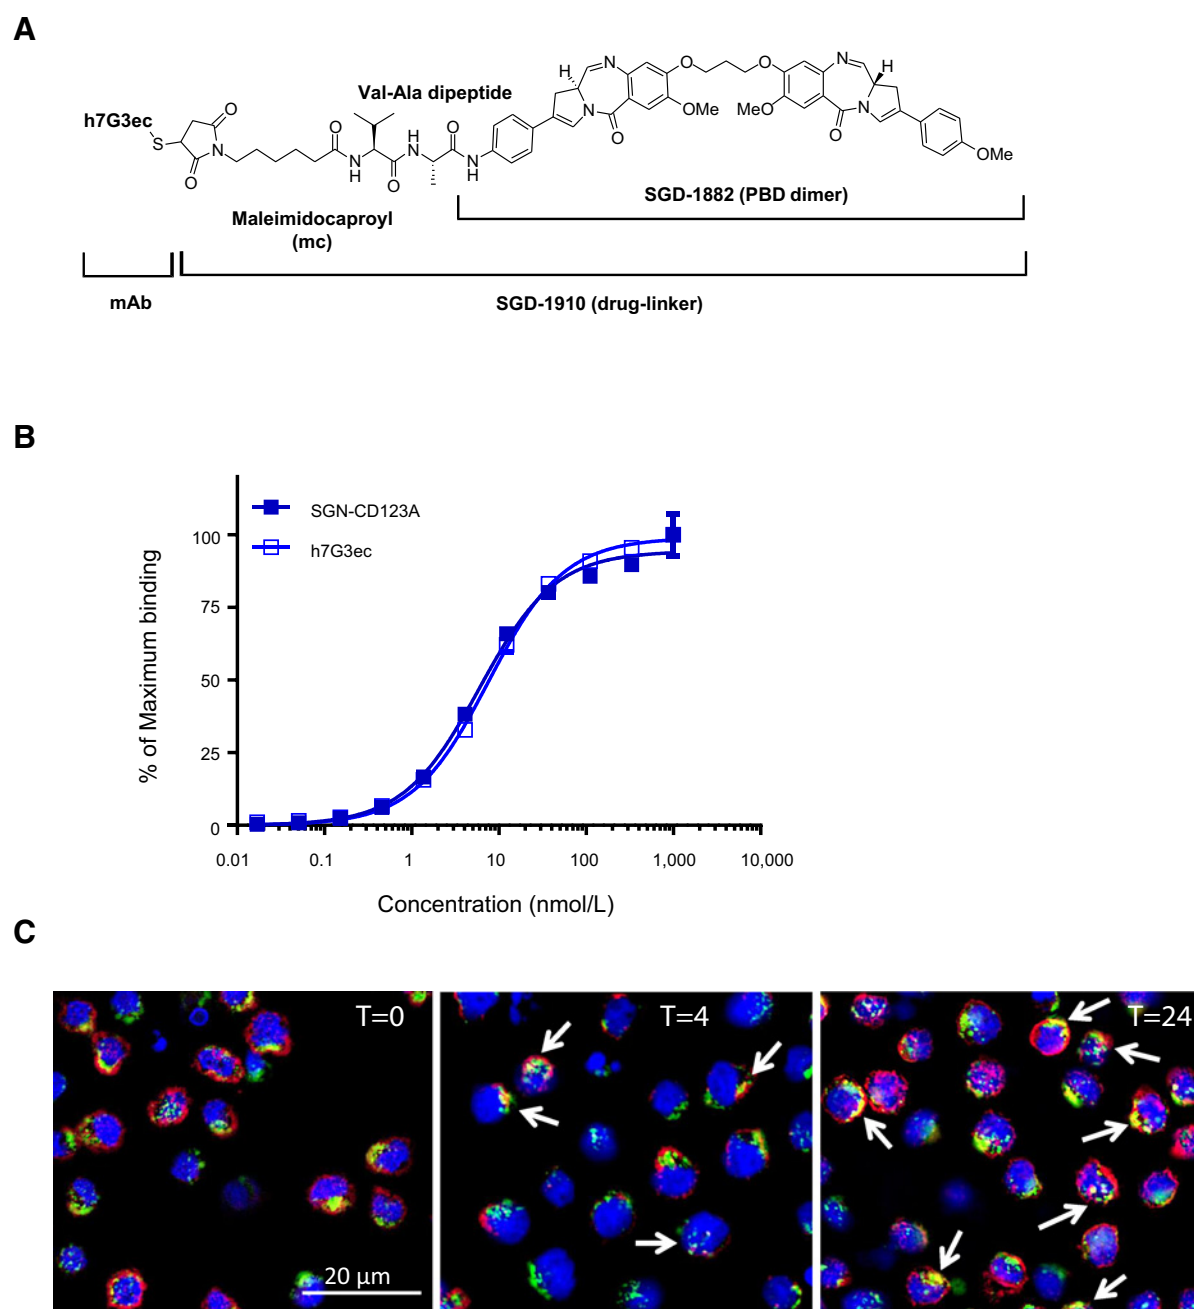 A
h7G3ec
S
O
O
N
O
N
H
Val-Ala dipeptide
O
H
N
O
N
H
H
N
N
O
O
OMe
O
MeO
N
H
N
O
OMe
Maleimidocaproyl
(mc)
SGD-1882 (PBD dimer)
mAb
SGD-1910 (drug-linker)
B
SGN-CD123A
h7G3ec
% of Maximum binding
100
75
50
25
0
0.01 0.1 1 10 100 1,000 10,000
Concentration (nmol/L)
C
T=0
T=4
T=24
20 µm